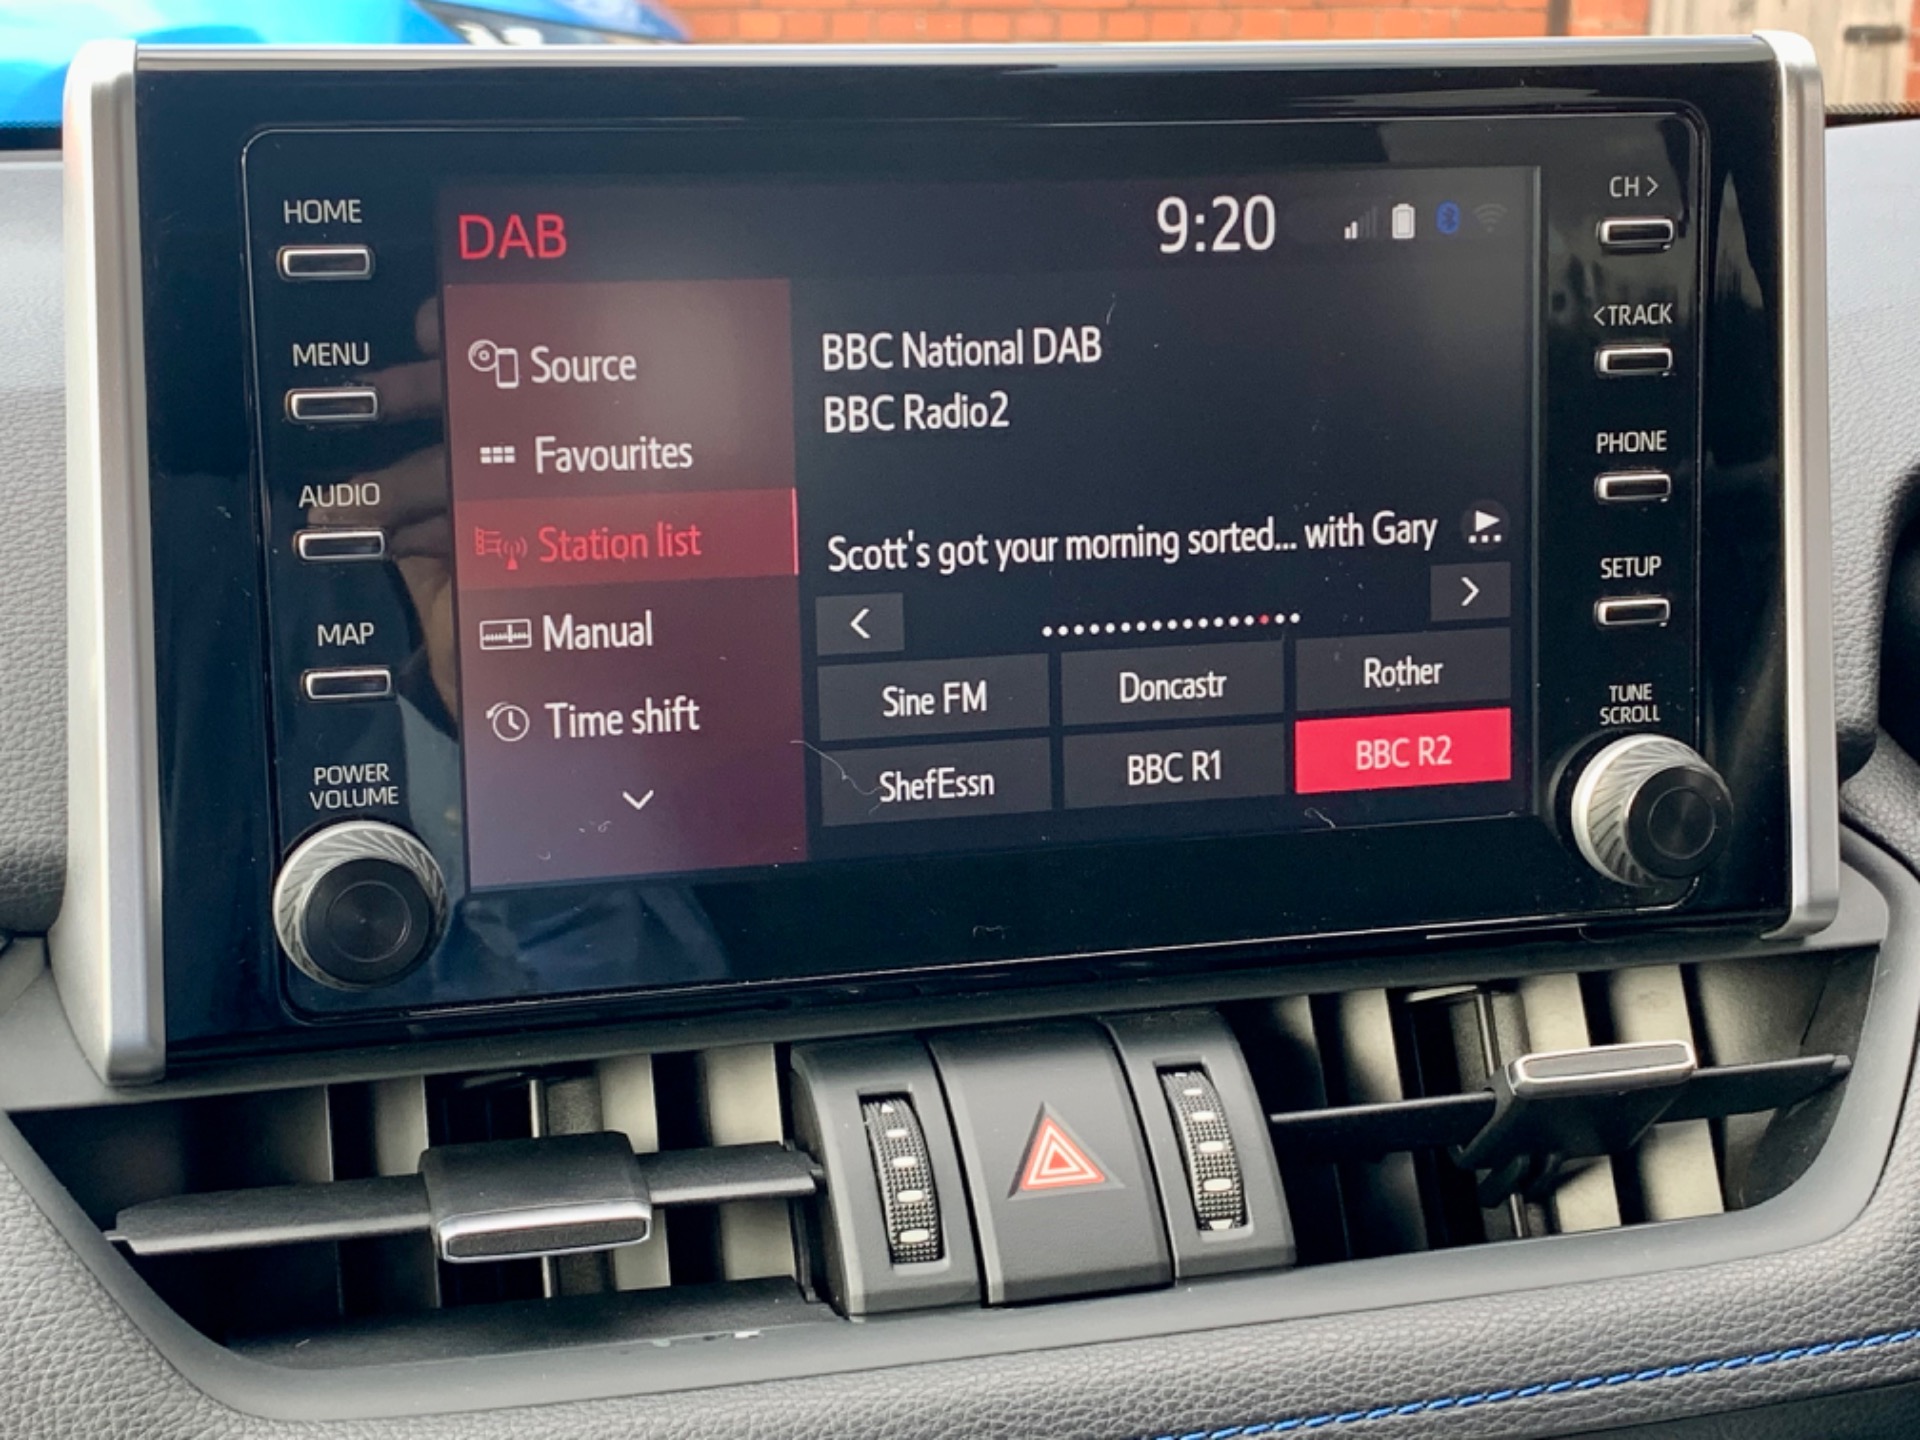 HOME
MENU
AUDIO
MAP
POWER
VOLUME
DAB
9:20
Source
Favourites
Station list
Manual
Time shift
BBC National DAB
BBC Radio2
Scott's got your morning sorted... with Gary
Sine FM
Doncastr
Rother
ShefEssn
BBC R1
BBC R2
CH >
<TRACK
PHONE
SETUP
TUNE
SCROLL